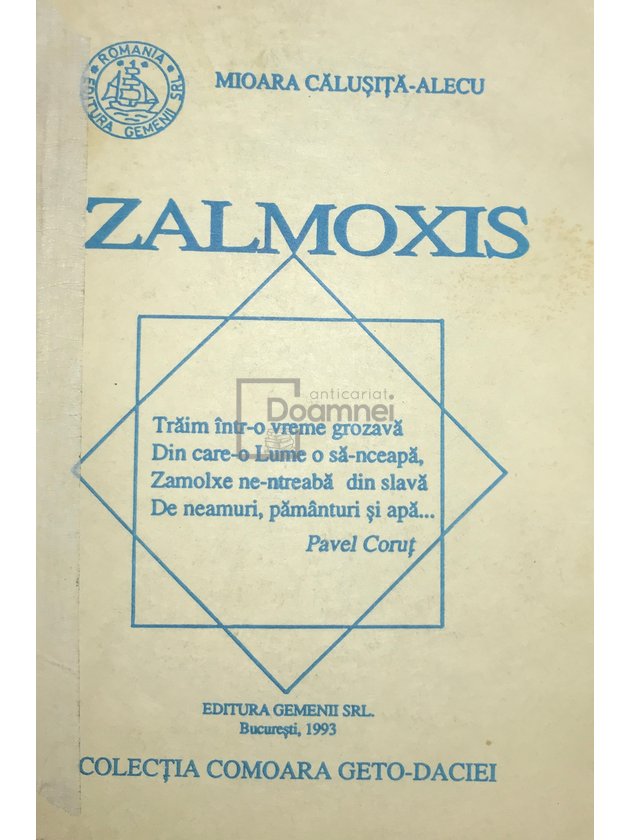 ROMANIA
EDITURA GEMENII SRL
MIOARA CĂLUȘIȚĂ-ALECU
ZALMOXIS
anticariat
Doamnei
Trăim într-o vreme grozavă
Din care-o Lume o să-nceapă,
Zamolxe ne-ntreabă din slavă
De neamuri, pământuri și apă...
Pavel Coruț
EDITURA GEMENII SRL.
București, 1993
COLECȚIA COMOARA GETO-DACIEI